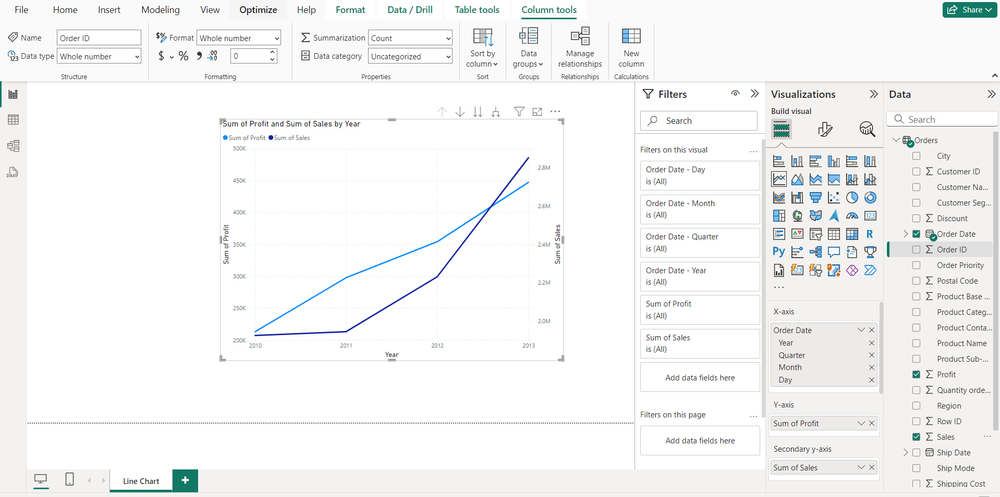 File Home Insert Modeling View Optimize Help Format Data / Drill Table tools Column tools Share
Name Order ID
Data type Whole number
Structure
$% Format Whole number
$ % 9 .00 0
Formatting
Summarization Count
Data category Uncategorized
Properties
Sort by
column
Sort
Data
groups
Groups
Manage
relationships
Relationships
New
column
Calculations
DAX
Sum of Profit and Sum of Sales by Year
Sum of Profit Sum of Sales
500K
450K
400K
350K
300K
250K
200K
Sum of Profit
2.8M
2.6M
2.4M
2.2M
2.0M
Sum of Sales
2010 2011 2012 2013
Year
Line Chart
Filters
Search
Filters on this visual ...
Order Date - Day
is (All)
Order Date - Month
is (All)
Order Date - Quarter
is (All)
Order Date - Year
is (All)
Sum of Profit
is (All)
Sum of Sales
is (All)
Add data fields here
Filters on this page ...
Add data fields here
Visualizations
Build visual
123
R
Py
123
...
X-axis
Order Date
Year
Quarter
Month
Day
Y-axis
Sum of Profit
Secondary y-axis
Sum of Sales
Data
Search
Orders
City
Customer ID
Customer Na...
Customer Seg...
Discount
Order Date
Order ID
Order Priority
Postal Code
Product Base ...
Product Categ...
Product Conta...
Product Name
Product Sub-...
Profit
Quantity orde...
Region
Row ID
Sales ...
Ship Date
Ship Mode
Shipping Cost